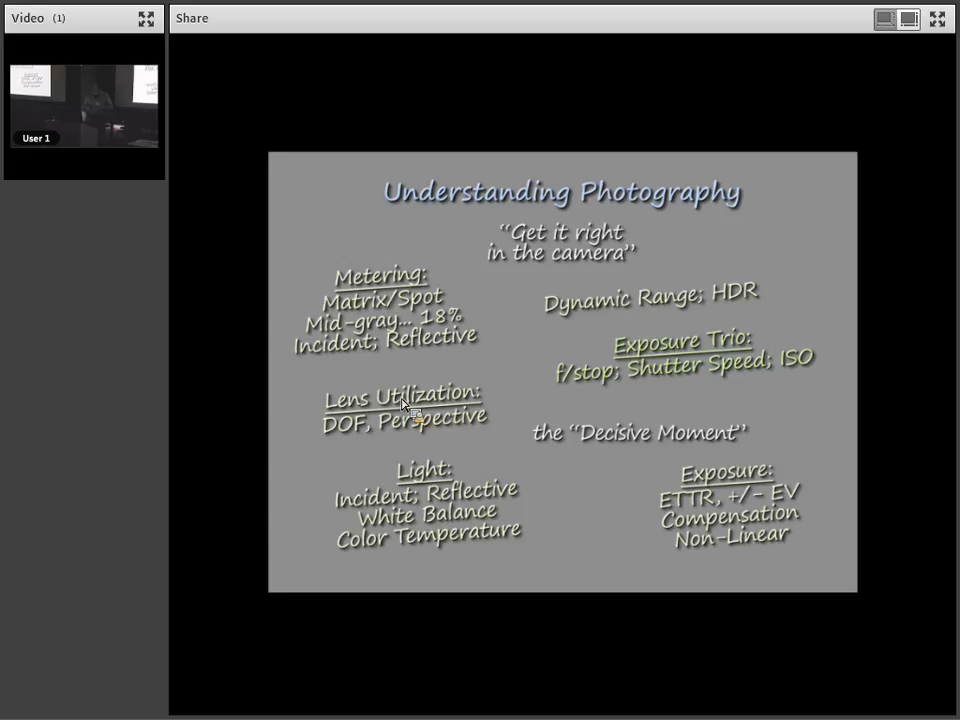 Video (1)
Share
User 1
Understanding Photography
“Get it right
in the camera”
Metering:
Matrix/Spot
Mid-gray... 18%
Incident; Reflective
Dynamic Range; HDR
Exposure Trio:
f/stop; Shutter Speed; ISO
Lens Utilization:
DOF, Perspective
the “Decisive Moment”
Light:
Incident; Reflective
White Balance
Color Temperature
Exposure:
ETTR, +/- EV
Compensation
Non-Linear